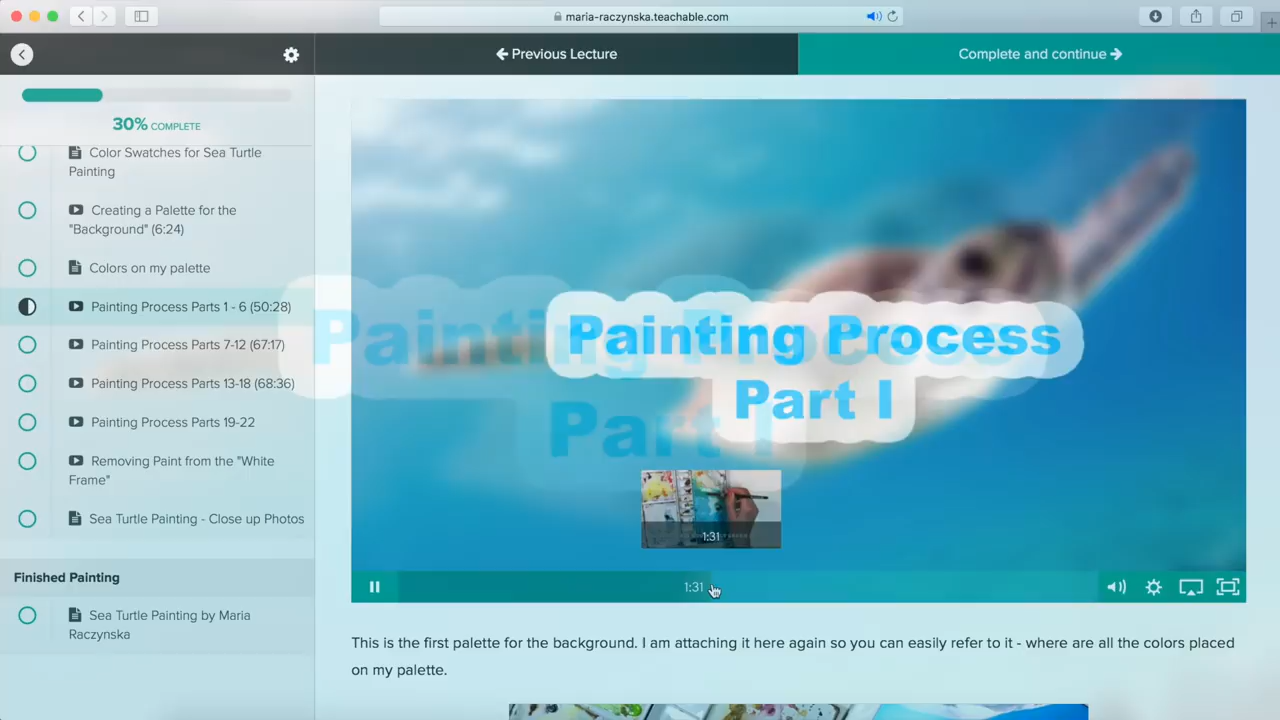 maria-raczynska.teachable.com
Previous Lecture
Complete and continue
30% COMPLETE
Color Swatches for Sea Turtle
Painting
Creating a Palette for the
"Background" (6:24)
Colors on my palette
Painting Process Parts 1 - 6 (50:28)
Painting Process Parts 7-12 (67:17)
Painting Process Parts 13-18 (68:36)
Painting Process Parts 19-22
Removing Paint from the "White
Frame"
Sea Turtle Painting - Close up Photos
Finished Painting
Sea Turtle Painting by Maria
Raczynska
Painting Process
Part I
Painting Process
Part I
1:31
1:31
This is the first palette for the background. I am attaching it here again so you can easily refer to it - where are all the colors placed
on my palette.